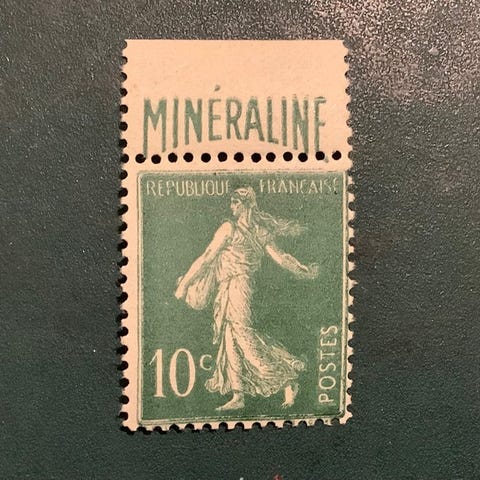 MINÉRALINE
REPUBLIQUE FRANÇAISE
10c
POSTES